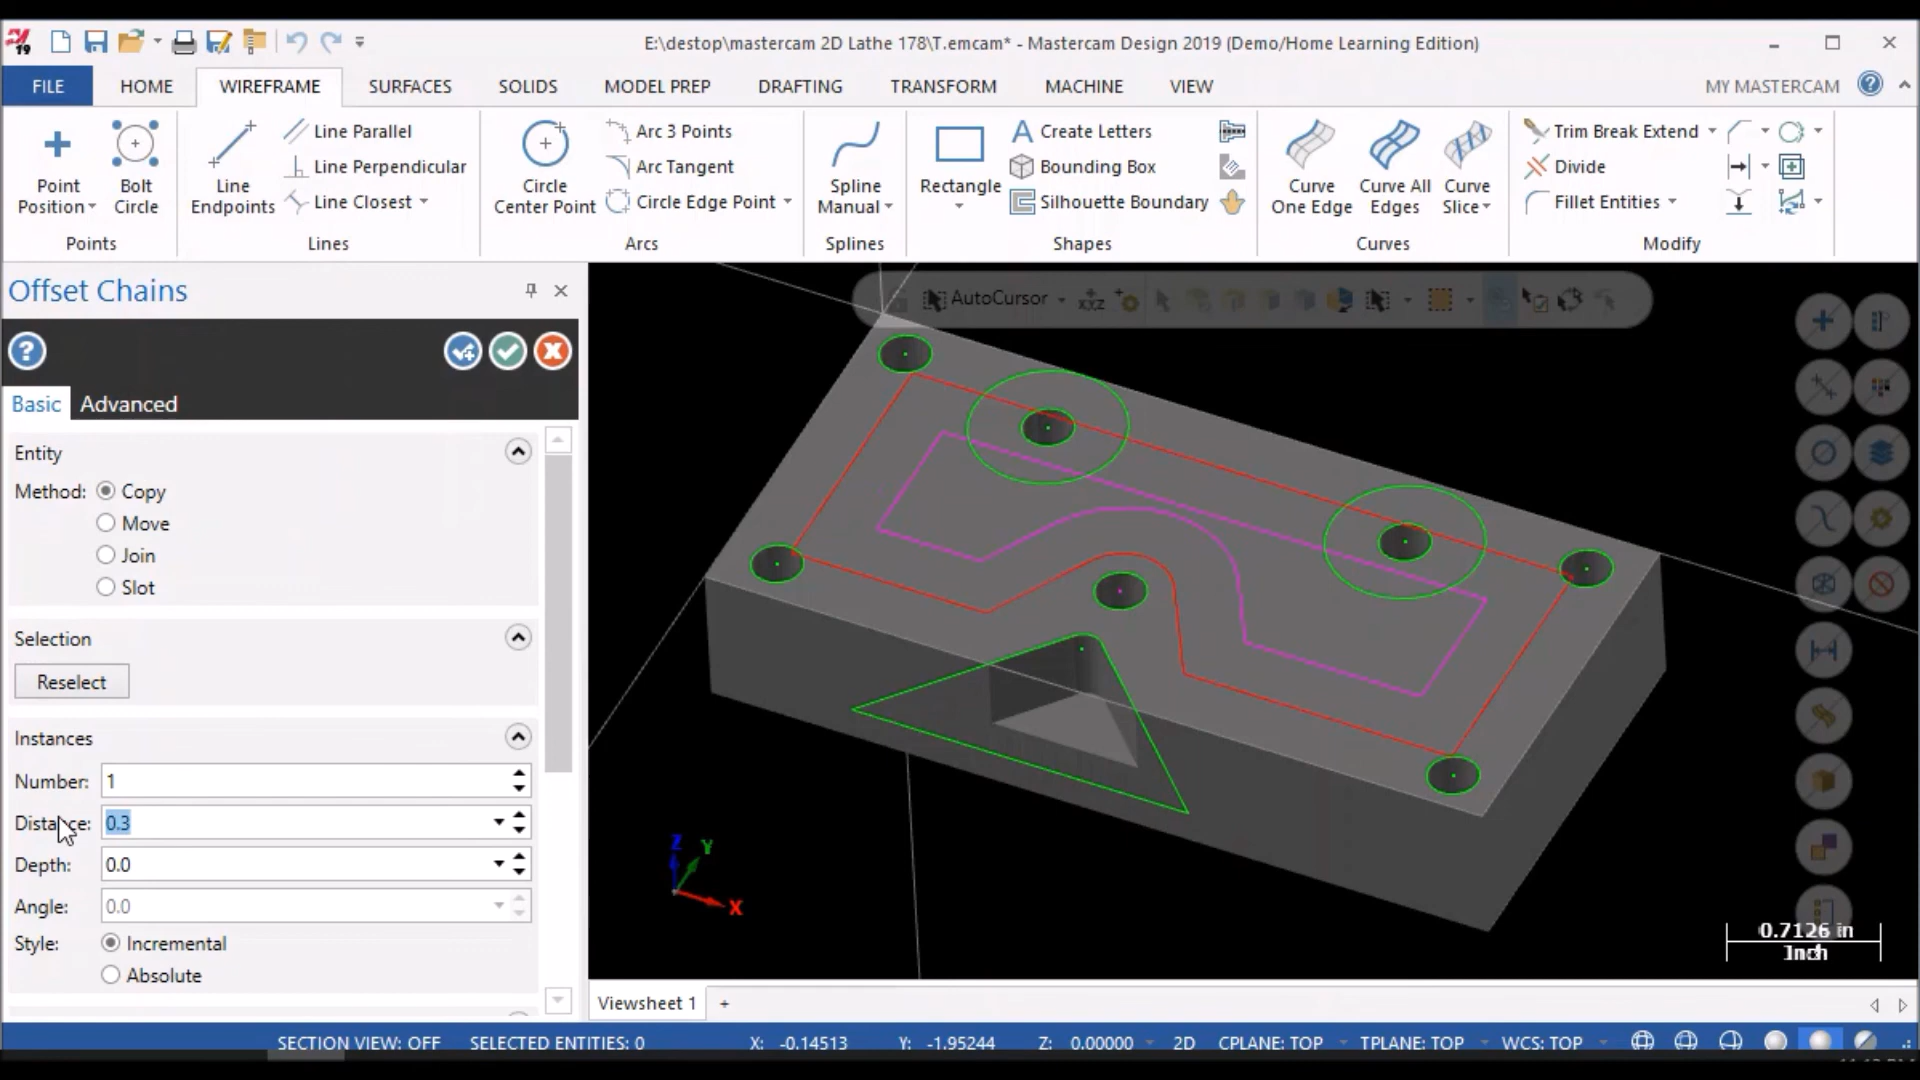 19
E:\destop\mastercam 2D Lathe 178\T.emcam* - Mastercam Design 2019 (Demo/Home Learning Edition)
FILE HOME WIREFRAME SURFACES SOLIDS MODEL PREP DRAFTING TRANSFORM MACHINE VIEW MY MASTERCAM
Point Position
Bolt Circle
Points
Line Endpoints
Line Parallel
Line Perpendicular
Line Closest
Lines
Circle Center Point
Arc 3 Points
Arc Tangent
Circle Edge Point
Arcs
Spline Manual
Splines
Rectangle
Create Letters
Bounding Box
Silhouette Boundary
Shapes
Curve One Edge
Curve All Edges
Curve Slice
Curves
Trim Break Extend
Divide
Fillet Entities
Modify
Offset Chains
Basic Advanced
Entity
Method: Copy
Move
Join
Slot
Selection
Reselect
Instances
Number: 1
Distance: 0.3
Depth: 0.0
Angle: 0.0
Style: Incremental
Absolute
AutoCursor
XYZ
Z
Y
X
0.7126 in
Inch
Viewsheet 1 +
SECTION VIEW: OFF SELECTED ENTITIES: 0 X: -0.14513 Y: -1.95244 Z: 0.00000 2D CPLANE: TOP TPLANE: TOP WCS: TOP